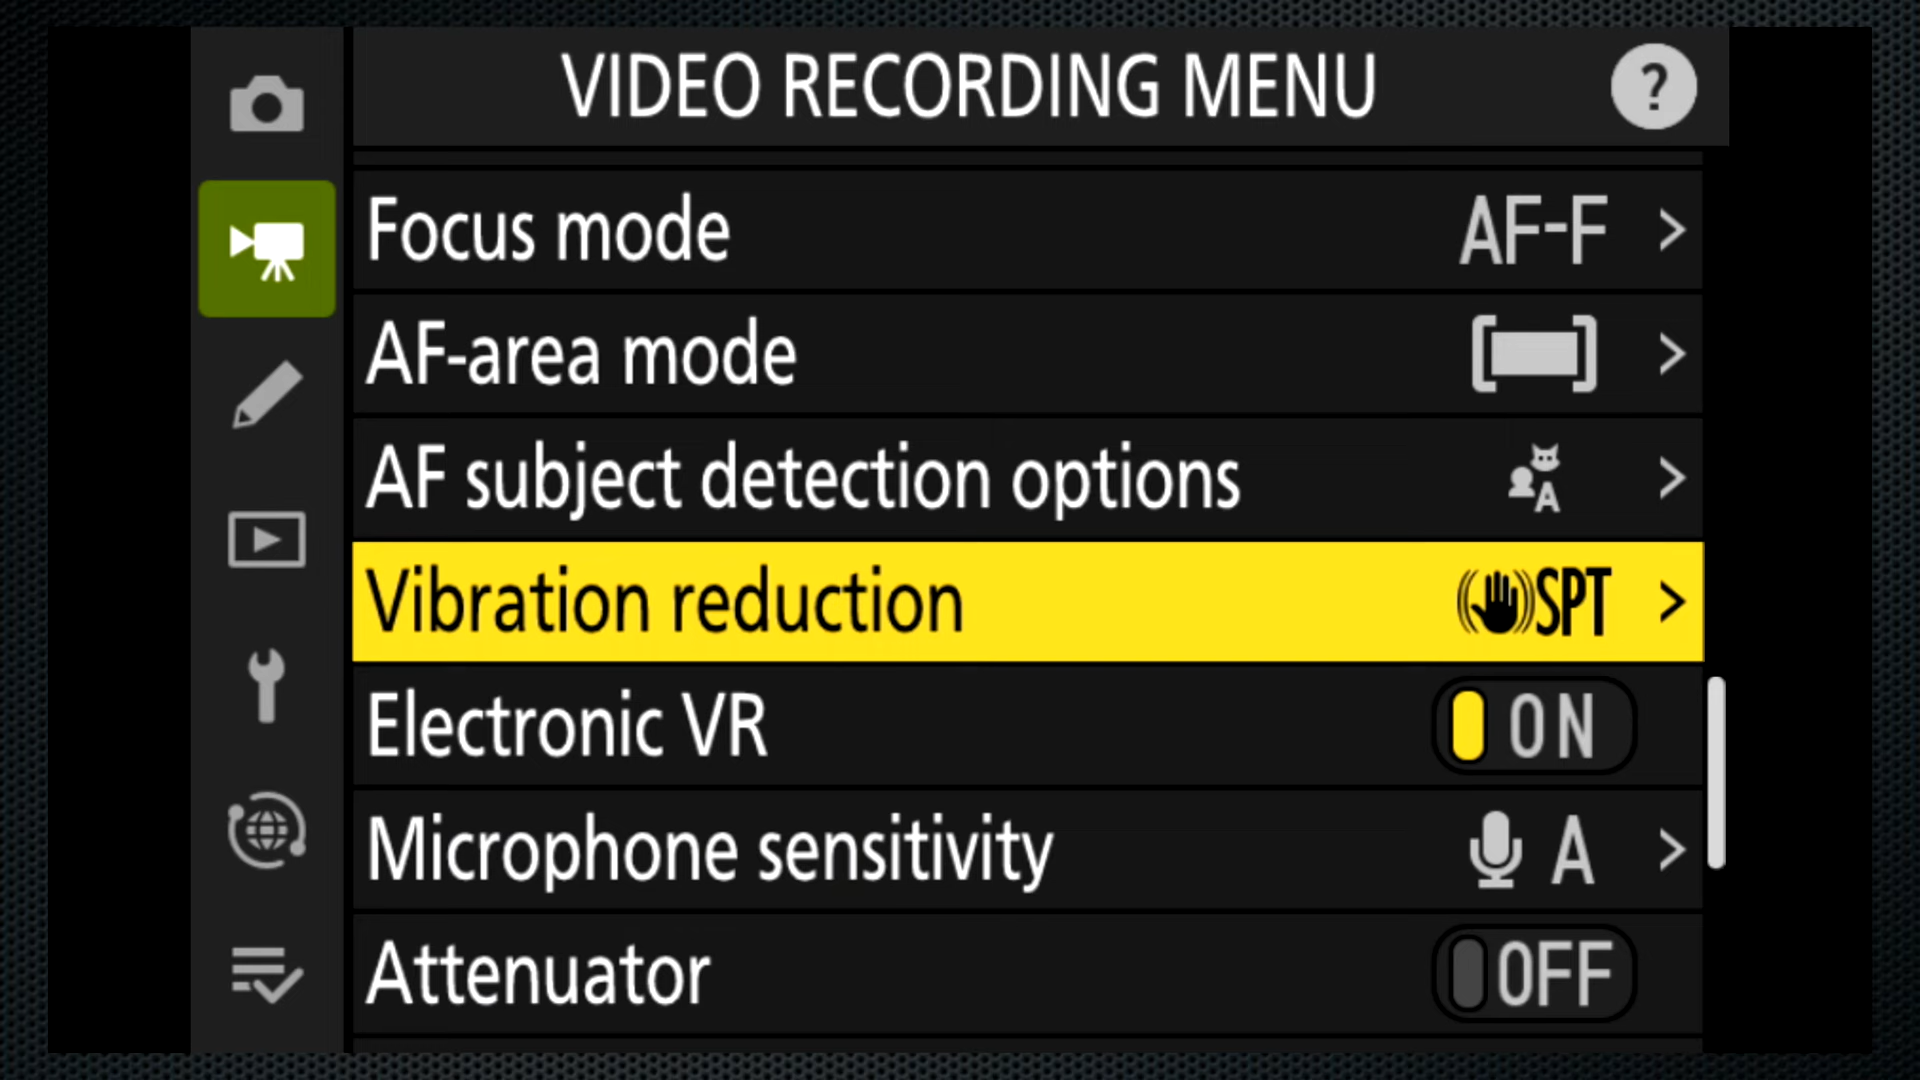 VIDEO RECORDING MENU ?
Focus mode AF-F >
AF-area mode >
AF subject detection options A >
Vibration reduction SPT >
Electronic VR ON
Microphone sensitivity A >
Attenuator OFF